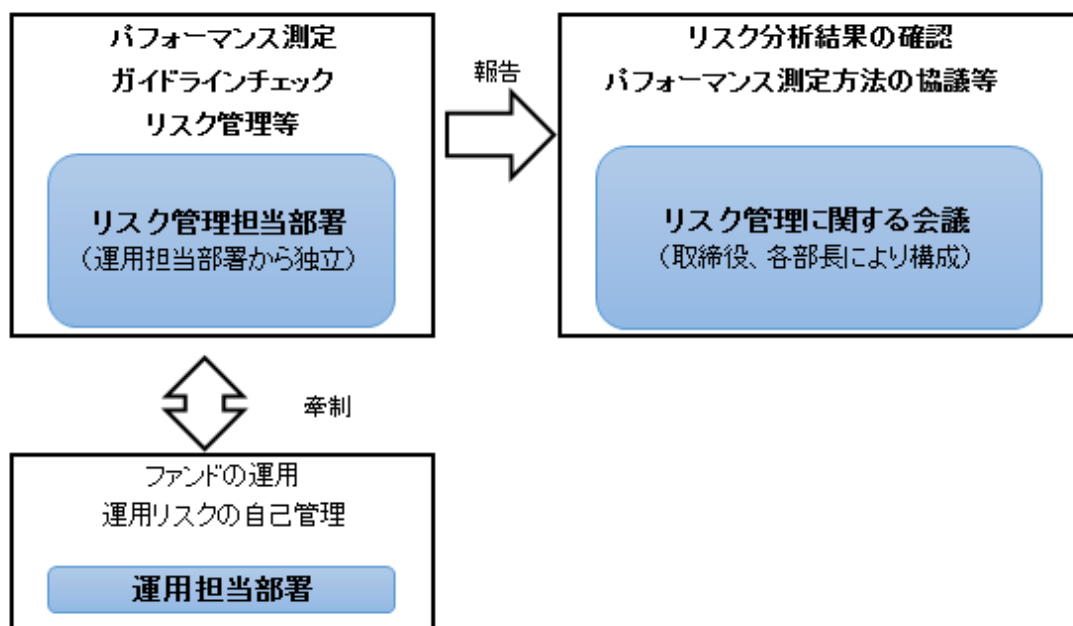 パフォーマンス測定
ガイドラインチェック
リスク管理等
リスク管理担当部署
（運用担当部署から独立）
報告
リスク分析結果の確認
パフォーマンス測定方法の協議等
リスク管理に関する会議
（取締役、各部長により構成）
牽制
ファンドの運用
運用リスクの自己管理
運用担当部署